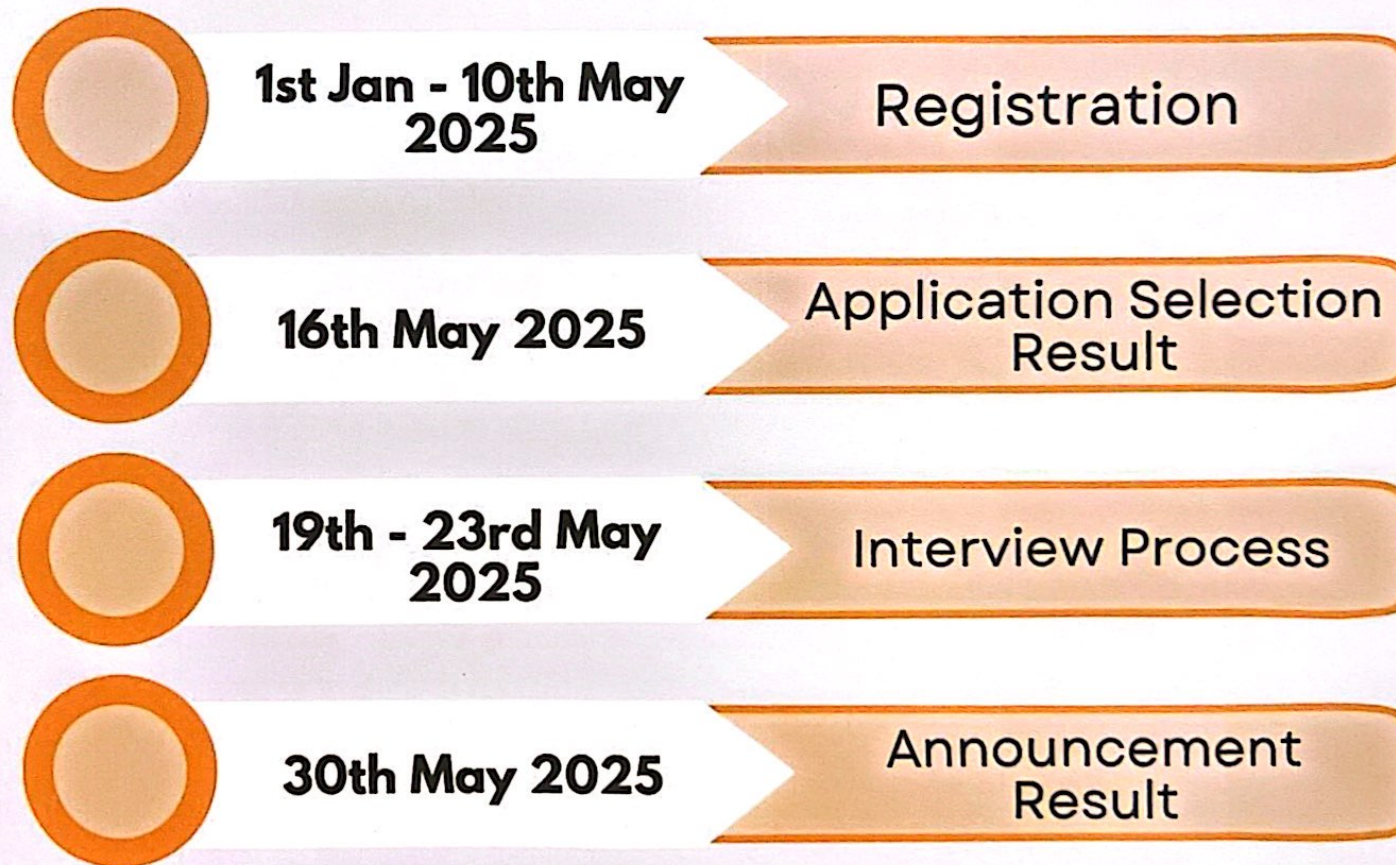 1st Jan - 10th May
2025
Registration
16th May 2025
Application Selection
Result
19th - 23rd May
2025
Interview Process
30th May 2025
Announcement
Result